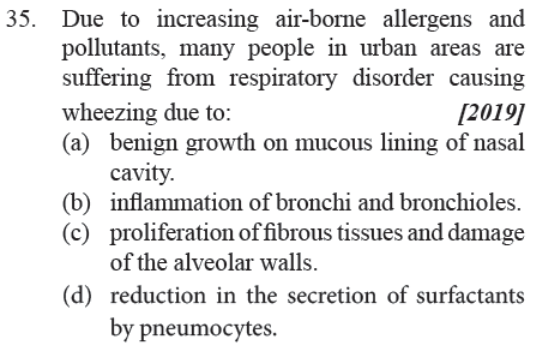 35. Due to increasing air-borne allergens and
pollutants, many people in urban areas are
suffering from respiratory disorder causing
wheezing due to: [2019]
(a) benign growth on mucous lining of nasal
cavity.
(b) inflammation of bronchi and bronchioles.
(c) proliferation of fibrous tissues and damage
of the alveolar walls.
(d) reduction in the secretion of surfactants
by pneumocytes.